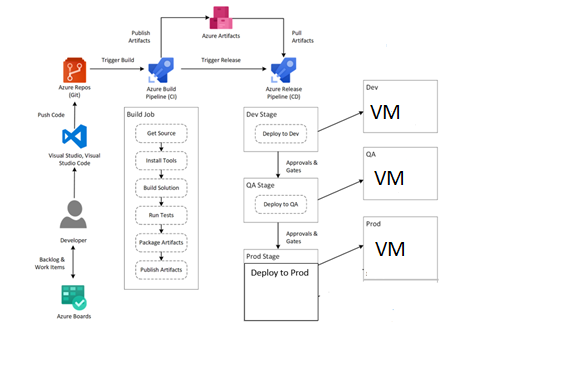 Publish
Artifacts
Azure Artifacts
Pull
Artifacts
Trigger Build
Trigger Release
Azure Repos
(Git)
Azure Build
Pipeline (CI)
Azure Release
Pipeline (CD)
Push Code
Visual Studio, Visual
Studio Code
Developer
Backlog &
Work Items
Azure Boards
Build Job
Get Source
Install Tools
Build Solution
Run Tests
Package Artifacts
Publish Artifacts
Dev Stage
Deploy to Dev
Approvals &
Gates
QA Stage
Deploy to QA
Approvals &
Gates
Prod Stage
Deploy to Prod
Dev
VM
QA
VM
Prod
VM